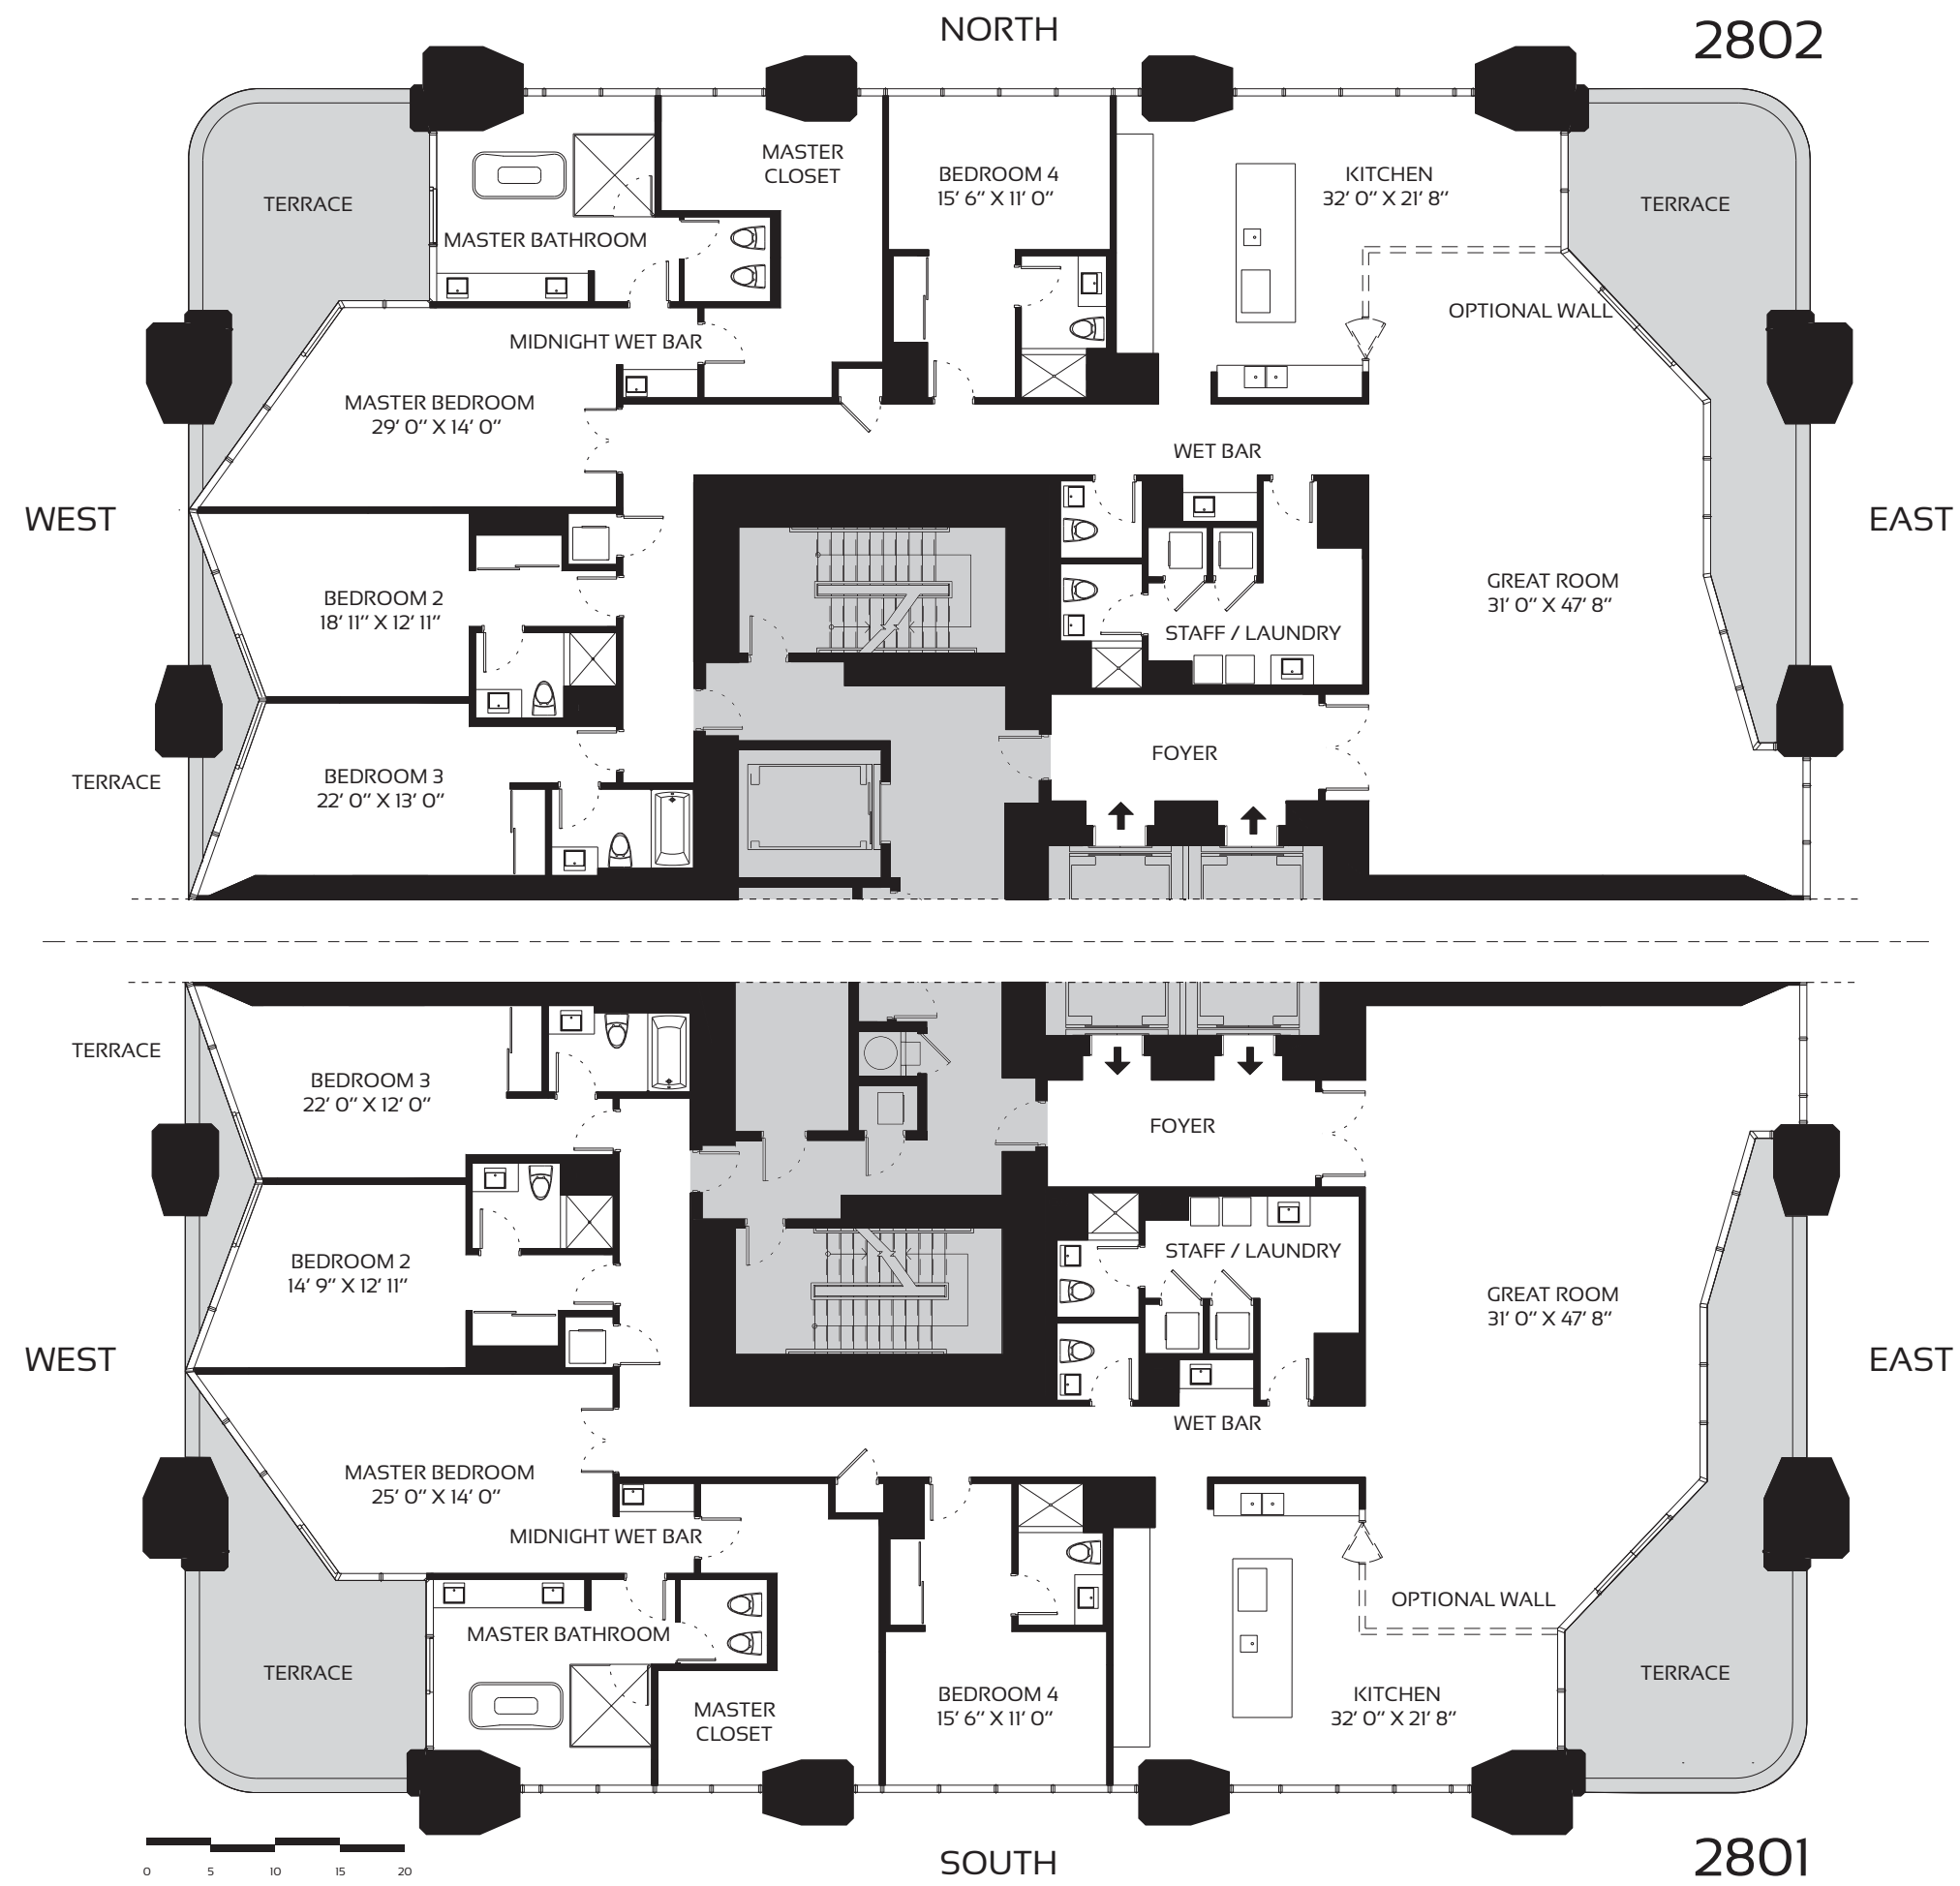 NORTH
2802
MASTER
CLOSET
BEDROOM 4
15' 6" X 11' 0"
KITCHEN
32' 0" X 21' 8"
TERRACE
TERRACE
MASTER BATHROOM
OPTIONAL WALL
MIDNIGHT WET BAR
MASTER BEDROOM
29' 0" X 14' 0"
WET BAR
WEST
EAST
BEDROOM 2
18' 11" X 12' 11"
GREAT ROOM
31' 0" X 47' 8"
STAFF / LAUNDRY
FOYER
BEDROOM 3
22' 0" X 13' 0"
TERRACE
TERRACE
BEDROOM 3
22' 0" X 12' 0"
FOYER
STAFF / LAUNDRY
BEDROOM 2
14' 9" X 12' 11"
GREAT ROOM
31' 0" X 47' 8"
WEST
EAST
WET BAR
MASTER BEDROOM
25' 0" X 14' 0"
MIDNIGHT WET BAR
OPTIONAL WALL
MASTER BATHROOM
TERRACE
TERRACE
MASTER
CLOSET
BEDROOM 4
15' 6" X 11' 0"
KITCHEN
32' 0" X 21' 8"
0 5 10 15 20
SOUTH
2801